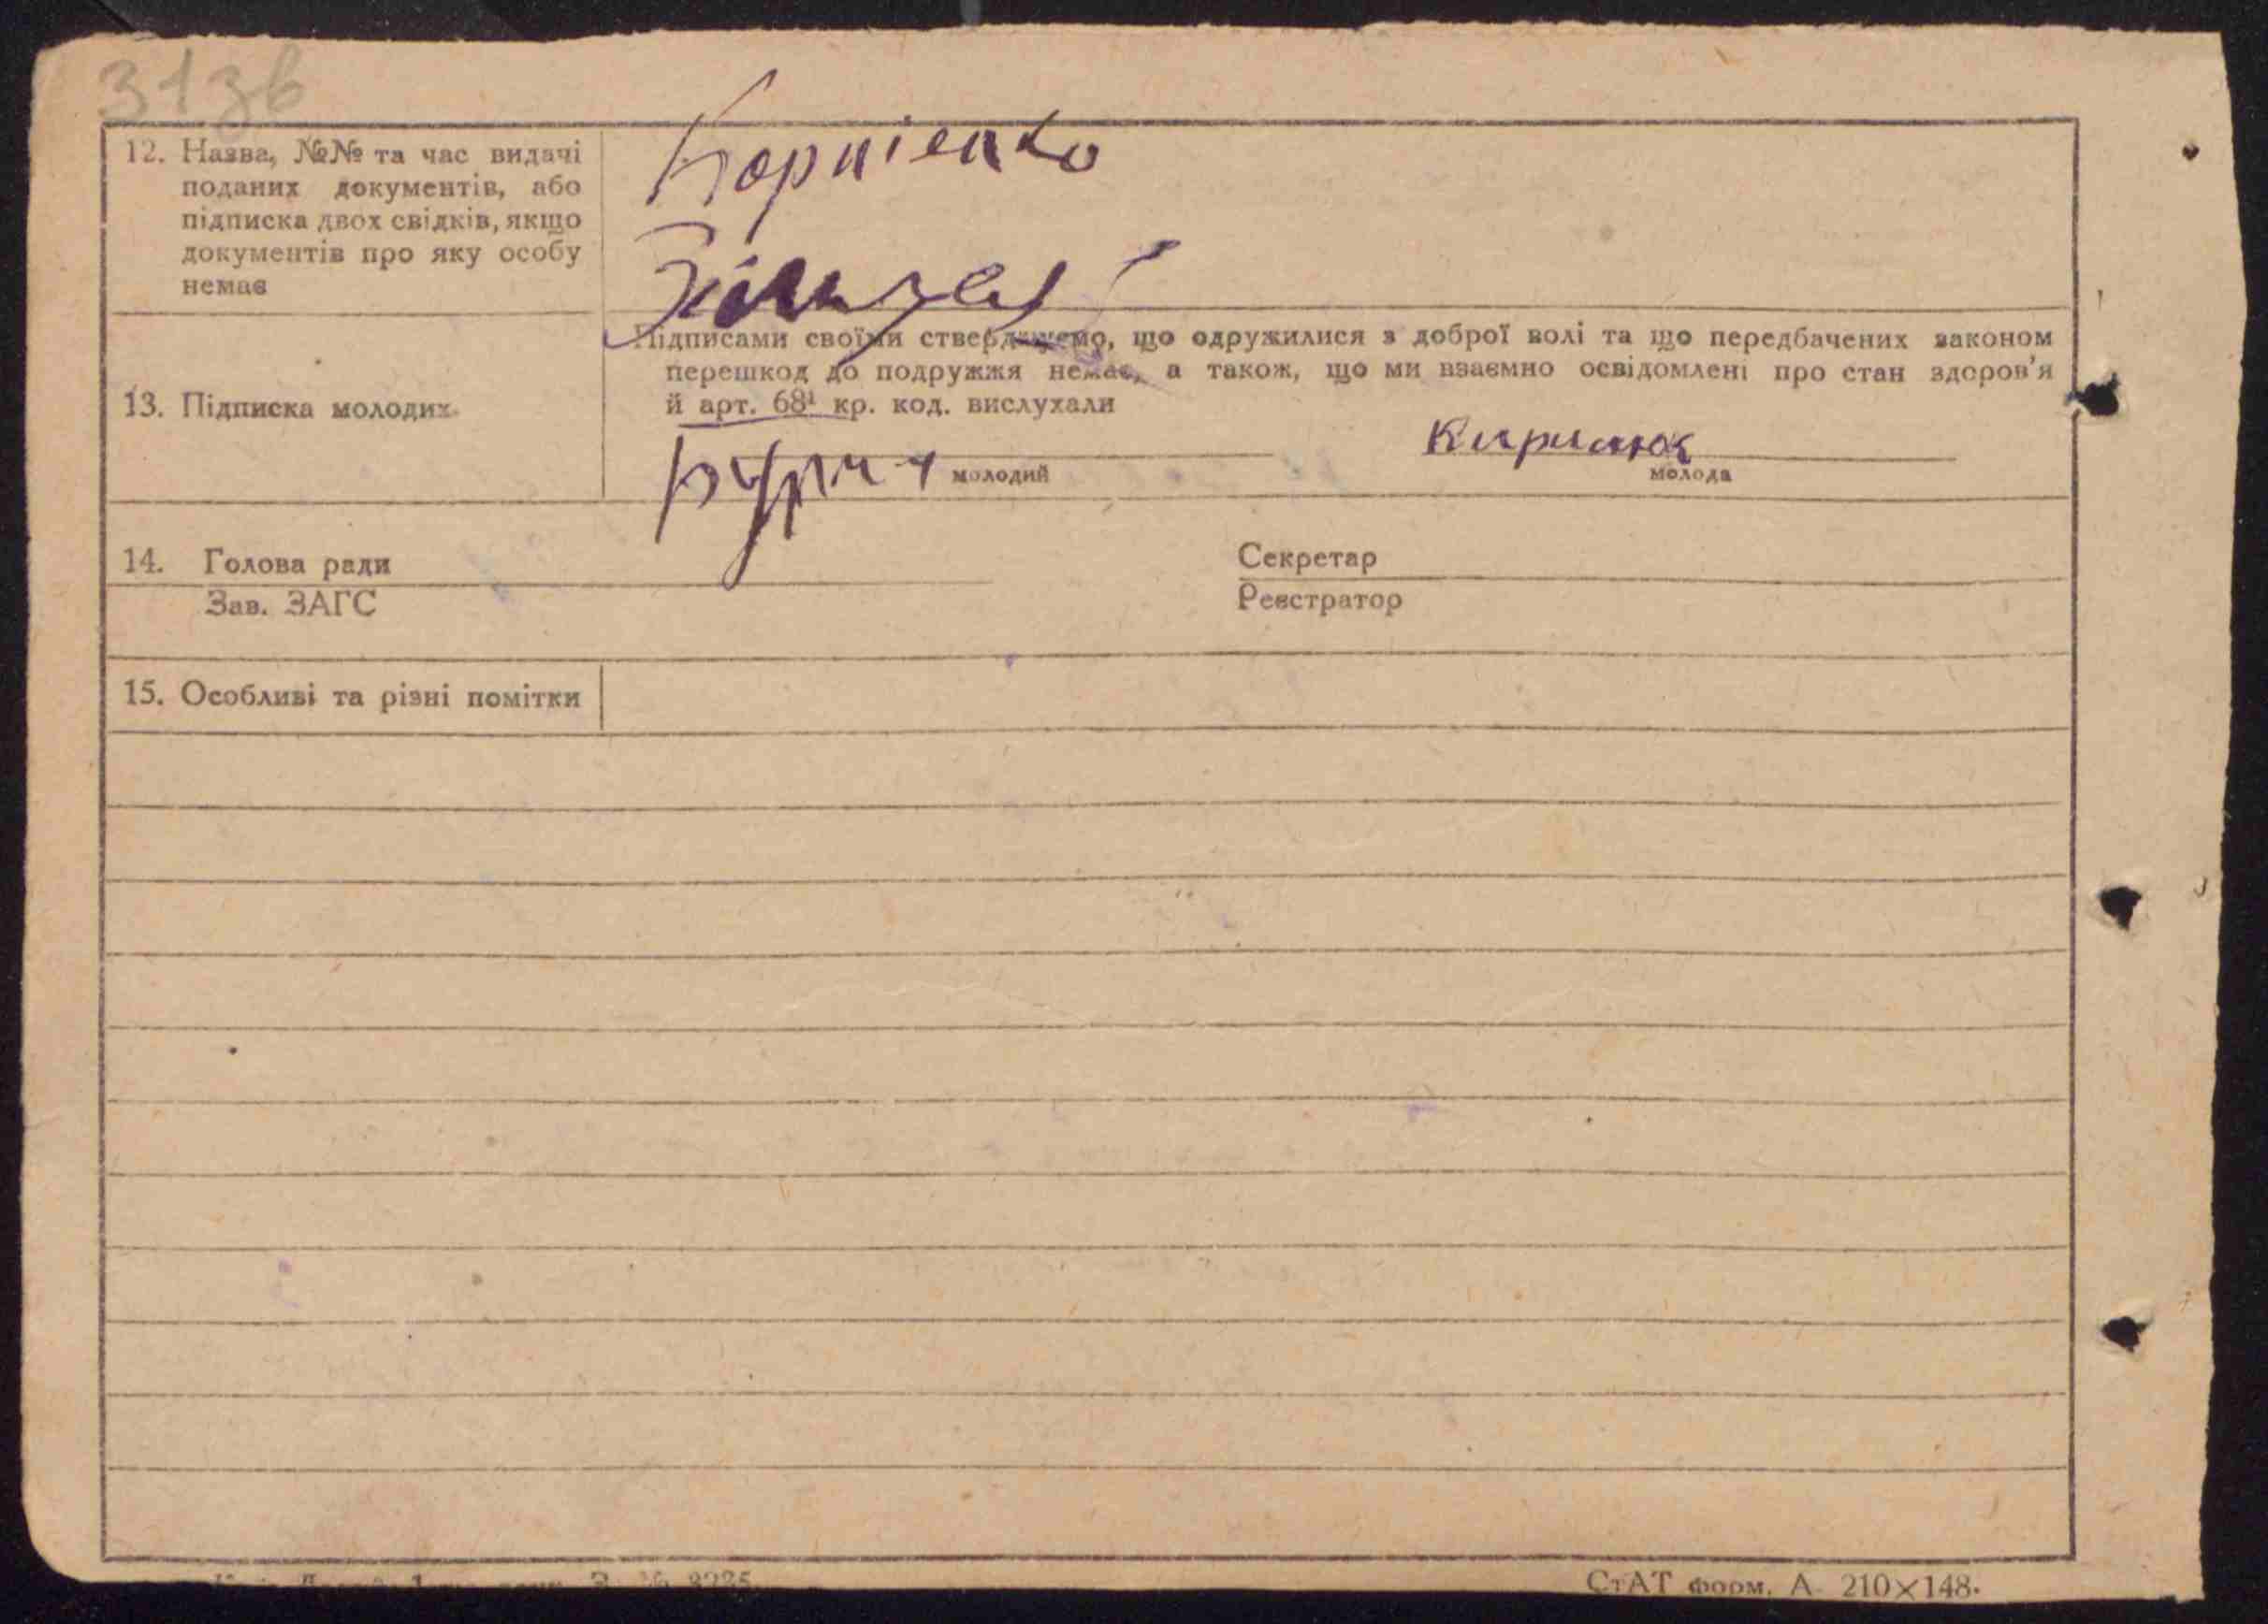 313в
12. Назва, №№ та час видачі
поданих документів, або
підписка двох свідків, якщо
документів про яку особу
немає
Корнієнко
Підписами своїми стверджуємо, що одружилися з доброї волі та що передбачених законом
перешкод до подружжя немає, а також, що ми взаємно освідомлені про стан здоров'я
й арт. 68¹ кр. код. вислухали
13. Підписка молодих
Кирилюк
молодий
молода
14. Голова ради
Секретар
Зав. ЗАГС
Реєстратор
15. Особливі та різні помітки
СтАТ форм. А 210×148.